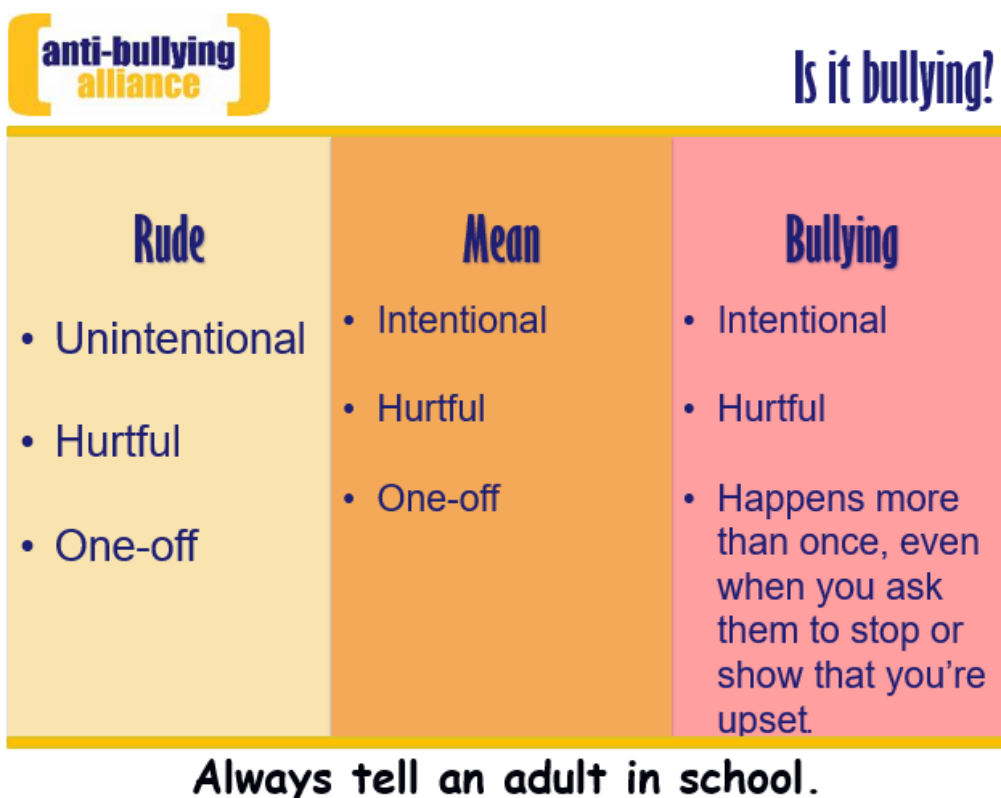 anti-bullying
alliance
Is it bullying?
Rude
• Unintentional
• Hurtful
• One-off
Mean
• Intentional
• Hurtful
• One-off
Bullying
• Intentional
• Hurtful
• Happens more
than once, even
when you ask
them to stop or
show that you’re
upset.
Always tell an adult in school.